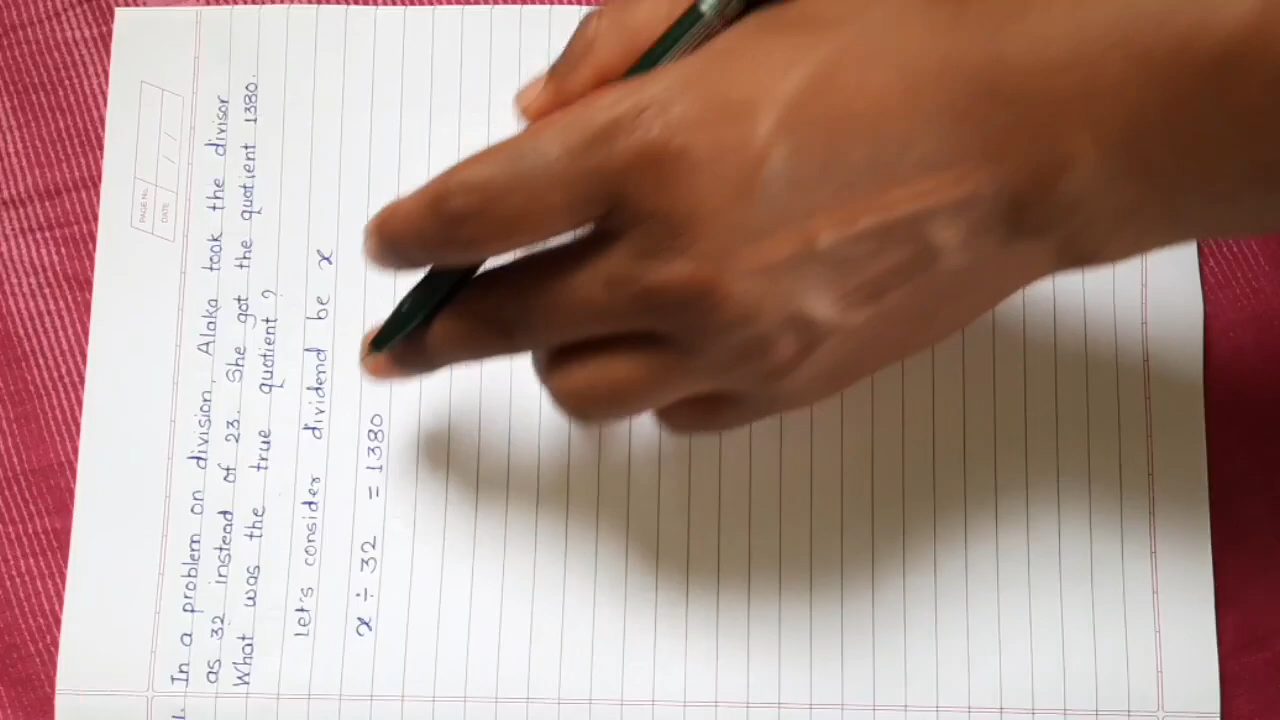 PAGE No.
DATE / /
1. In a problem on division, Alaka took the divisor
as 32 instead of 23. She got the quotient 1380.
What was the true quotient?
Let's consider dividend be x
x ÷ 32 = 1380